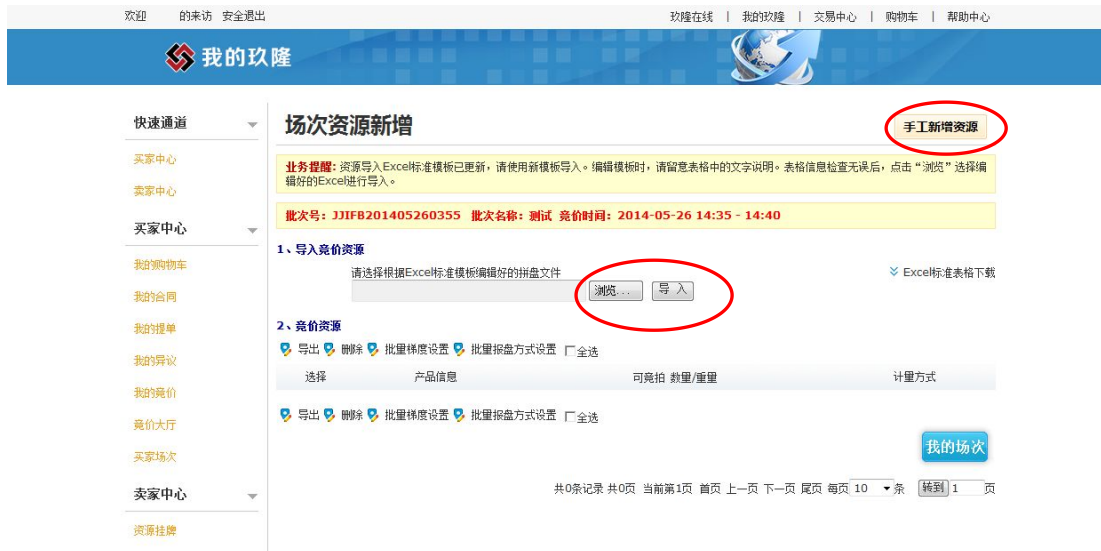 欢迎 的来访 安全退出 玖隆在线 | 我的玖隆 | 交易中心 | 购物车 | 帮助中心
我的玖隆
快速通道
买家中心
卖家中心
买家中心
我的购物车
我的合同
我的提单
我的异议
我的竞价
竞价大厅
买家场次
卖家中心
资源挂牌
场次资源新增 手工新增资源
业务提醒: 资源导入Excel标准模板已更新，请使用新模板导入。编辑模板时，请留意表格中的文字说明。表格信息检查无误后，点击“浏览”选择编
辑好的Excel进行导入。
批次号: JJIFB201405260355 批次名称: 测试 竞价时间: 2014-05-26 14:35 - 14:40
1、导入竞价资源
请选择根据Excel标准模板编辑好的拼盘文件 Excel标准表格下载
浏览... 导 入
2、竞价资源
导出 删除 批量梯度设置 批量报盘方式设置 全选
选择 产品信息 可竞拍 数量/重量 计量方式
导出 删除 批量梯度设置 批量报盘方式设置 全选
我的场次
共0条记录 共0页 当前第1页 首页 上一页 下一页 尾页 每页 10 条 转到 1 页